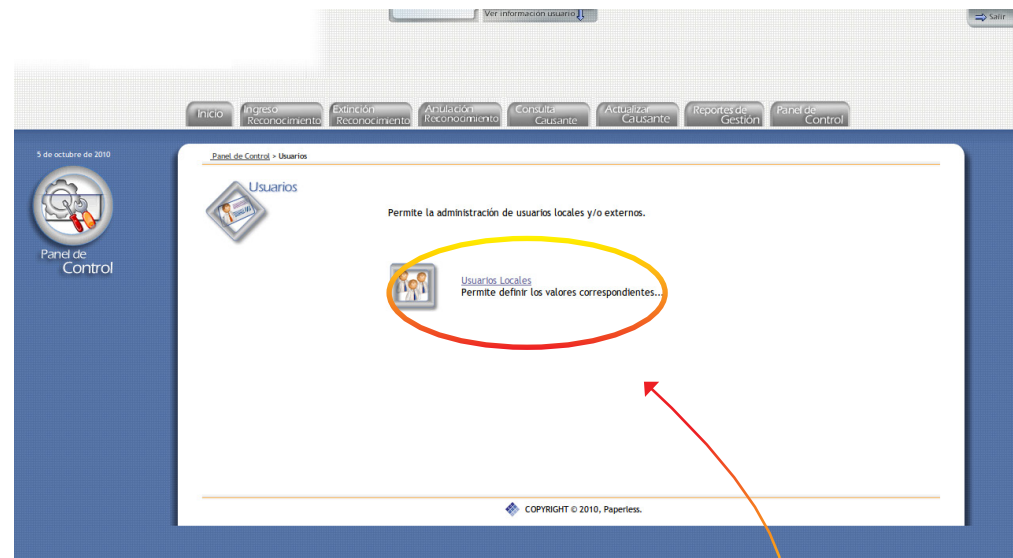 Ver información usuario
Salir
Inicio
Ingreso
Reconocimiento
Extinción
Reconocimiento
Anulación
Reconocimiento
Consulta
Causante
Actualizar
Causante
Reportes de
Gestión
Panel de
Control
5 de octubre de 2010
Panel de Control > Usuarios
Usuarios
Permite la administración de usuarios locales y/o externos.
Panel de
Control
Usuarios Locales
Permite definir los valores correspondientes...
COPYRIGHT © 2010, Paperless.